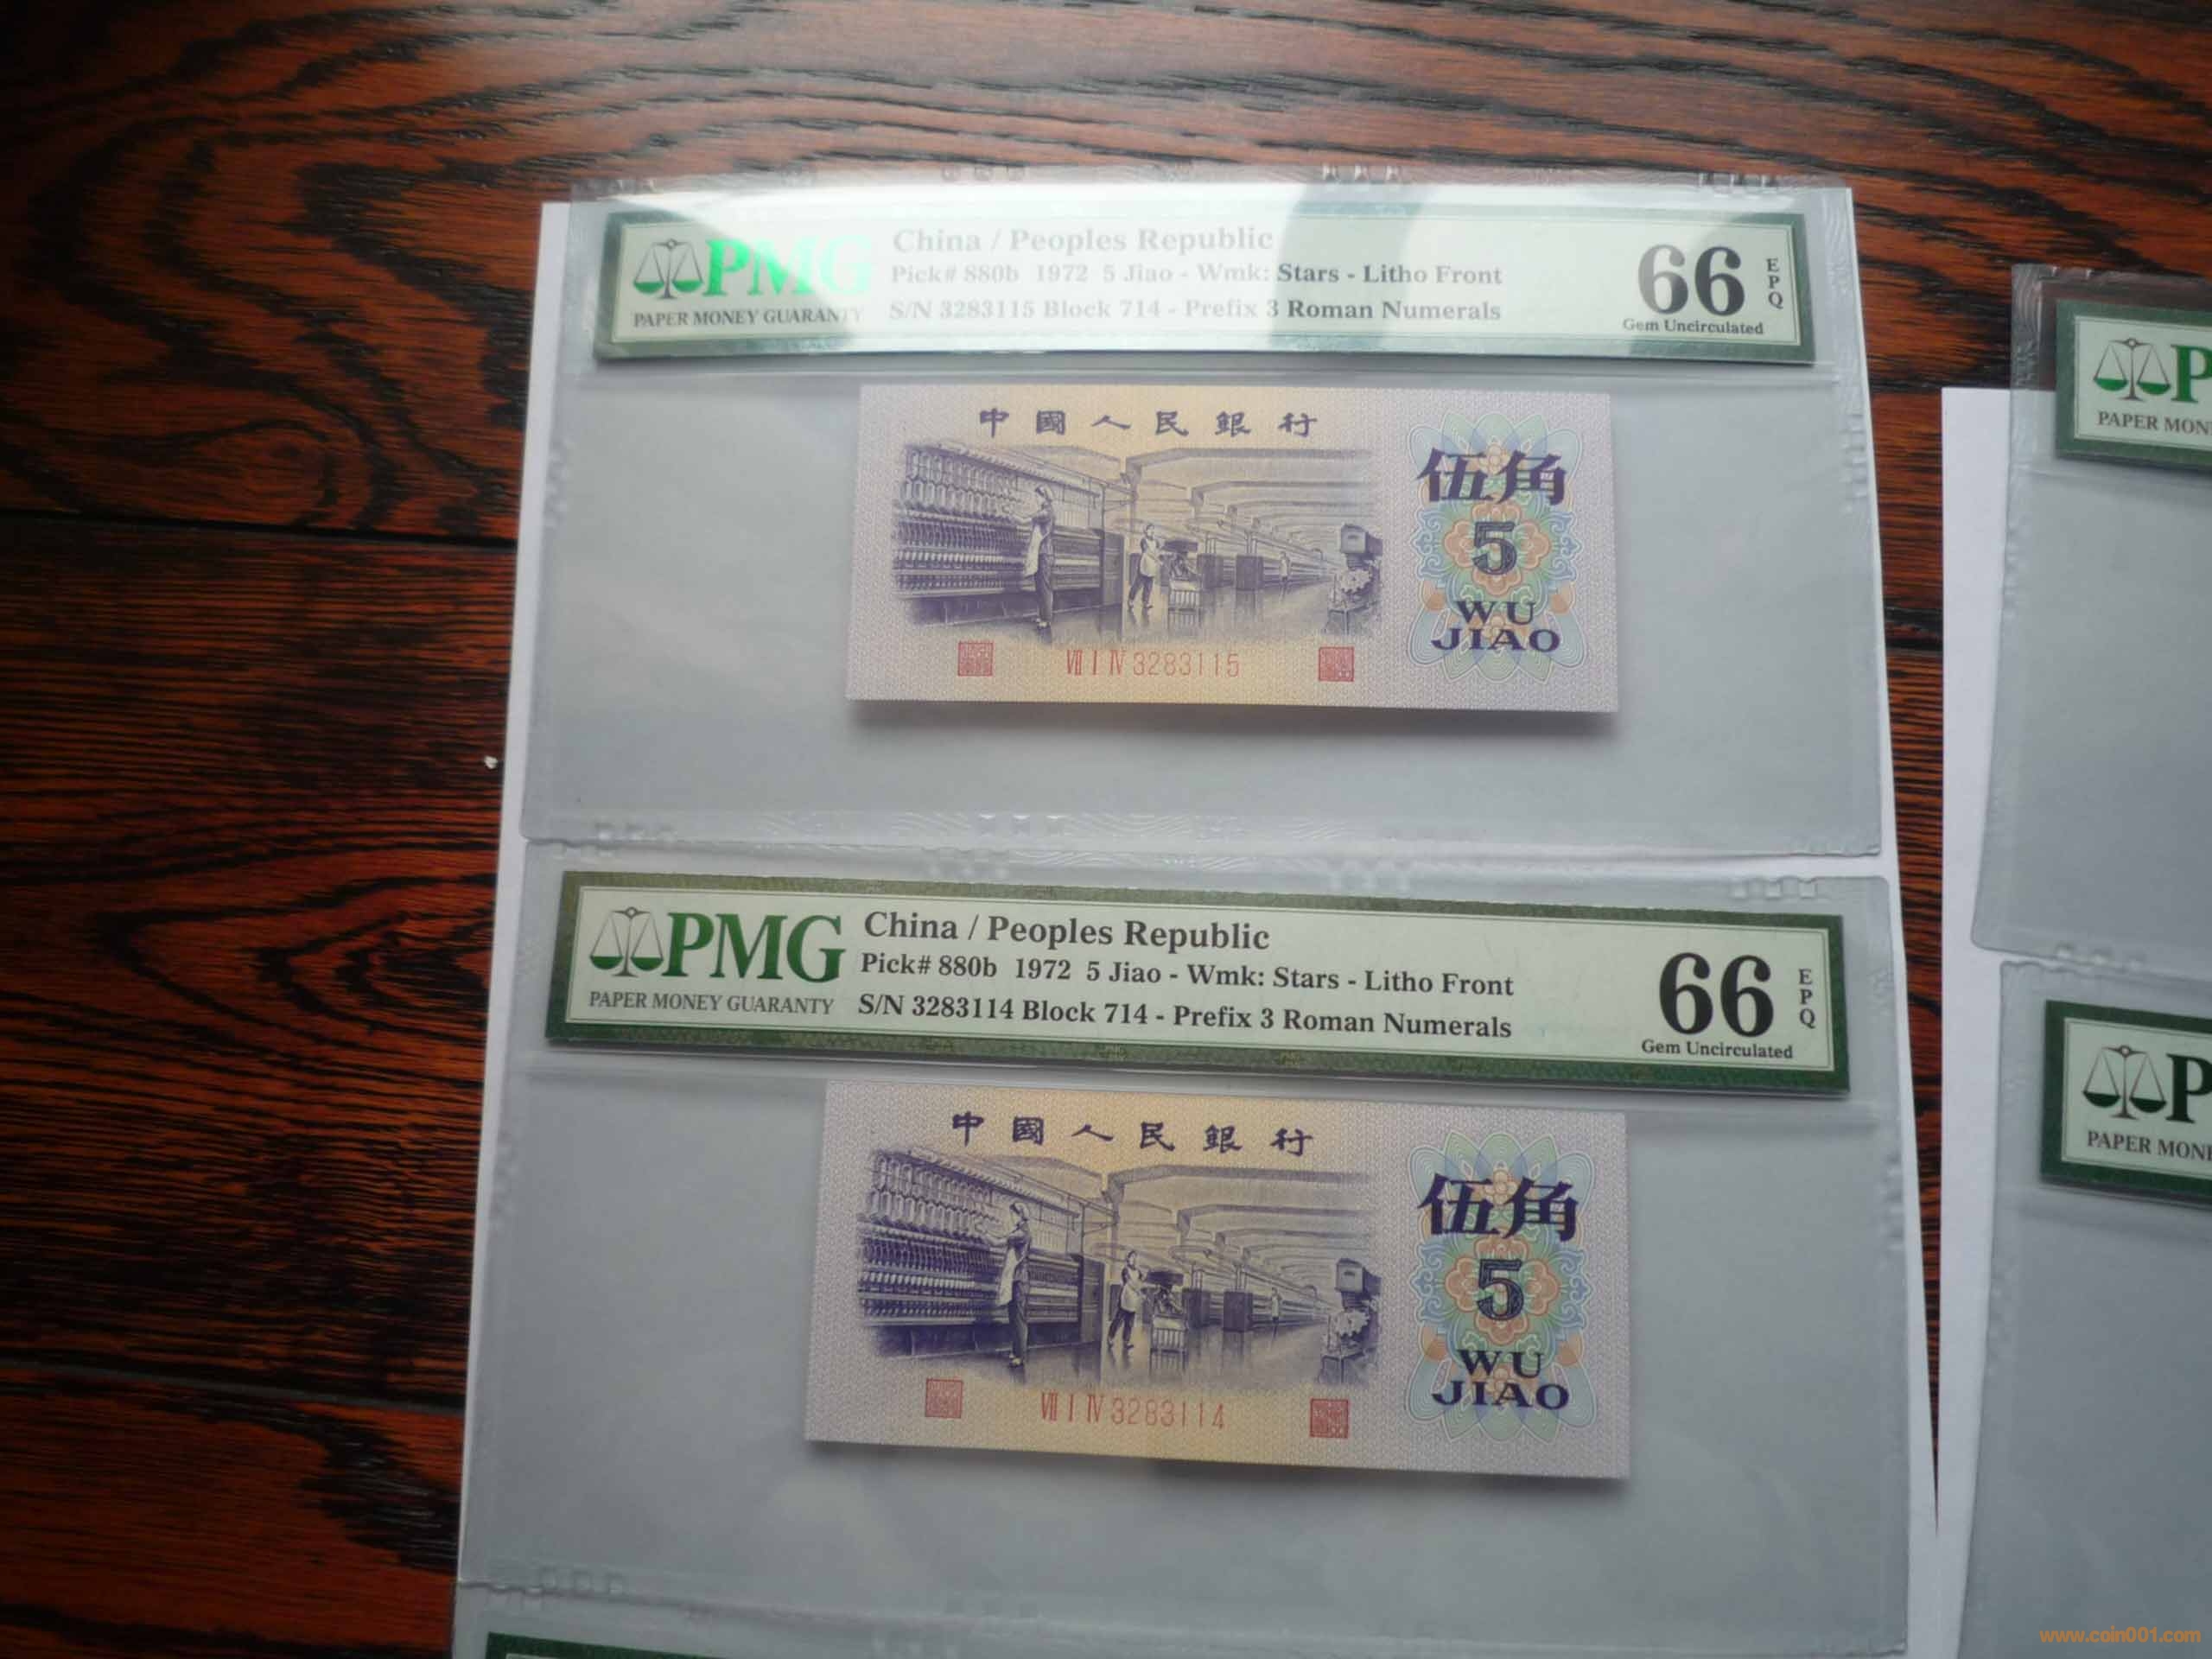 PMG
PAPER MONEY GUARANTY
China / Peoples Republic
Pick# 880b 1972 5 Jiao - Wmk: Stars - Litho Front
S/N 3283115 Block 714 - Prefix 3 Roman Numerals
66
EPQ
Gem Uncirculated
中國人民銀行
伍角
5
WU
JIAO
Ⅶ Ⅰ Ⅳ 3283115
PMG
PAPER MONEY GUARANTY
China / Peoples Republic
Pick# 880b 1972 5 Jiao - Wmk: Stars - Litho Front
S/N 3283114 Block 714 - Prefix 3 Roman Numerals
66
EPQ
Gem Uncirculated
中國人民銀行
伍角
5
WU
JIAO
Ⅶ Ⅰ Ⅳ 3283114
P
PAPER MON
P
PAPER MON
www.coin001.com